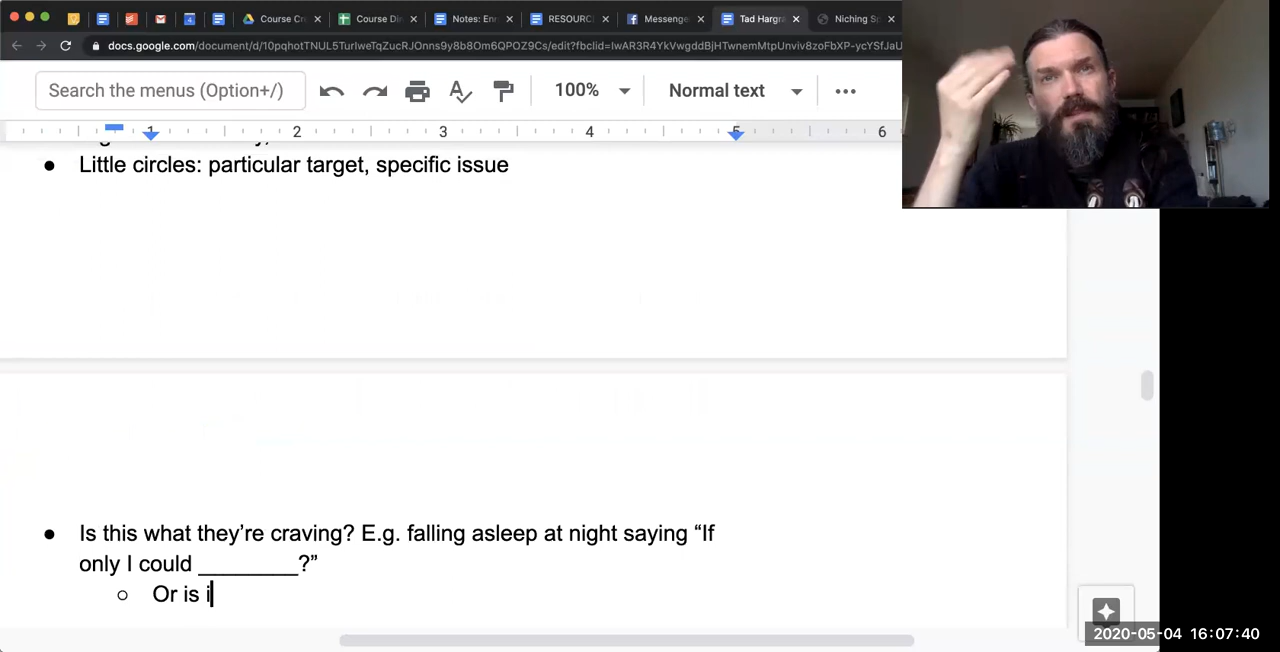 Course Cr
Course Di
Notes: En
RESOURC
Messenge
Tad Hargra
Niching S
docs.google.com/document/d/10pqhotTNUL5TurIweTqZucRJOnns9y8b8Om6QPOZ9Cs/edit?fbclid=IwAR3R4YkVwgddBjHTwnemMtpUnviv8zoFbXP-ycYSfJaU
Search the menus (Option+/)
100%
Normal text
1 2 3 4 5 6
Little circles: particular target, specific issue
Is this what they’re craving? E.g. falling asleep at night saying “If
only I could ________?”
Or is i
2020-05-04 16:07:40